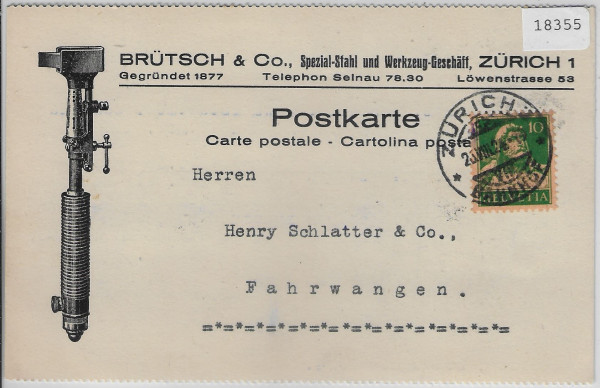 18355
BRÜTSCH & Co., Spezial-Stahl und Werkzeug-Geschäft, ZÜRICH 1
Gegründet 1877 Telephon Selnau 78.30 Löwenstrasse 53
Postkarte
Carte postale - Cartolina posta
ZÜRICH
10
HELVETIA
Herren
Henry Schlatter & Co.,
Fahrwangen.
=*=*=*=*=*=*=*=*=*=*=*=*=*=*=